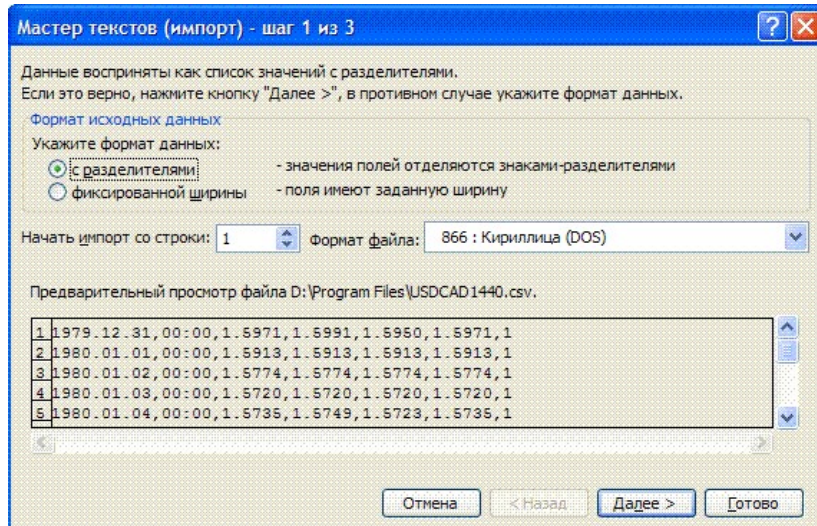 Мастер текстов (импорт) - шаг 1 из 3
Данные восприняты как список значений с разделителями.
Если это верно, нажмите кнопку "Далее >", в противном случае укажите формат данных.
Формат исходных данных
Укажите формат данных:
с разделителями - значения полей отделяются знаками-разделителями
фиксированной ширины - поля имеют заданную ширину
Начать импорт со строки: 1 Формат файла: 866 : Кириллица (DOS)
Предварительный просмотр файла D:\Program Files\USDCAD1440.csv.
1 1979.12.31,00:00,1.5971,1.5991,1.5950,1.5971,1
2 1980.01.01,00:00,1.5913,1.5913,1.5913,1.5913,1
3 1980.01.02,00:00,1.5774,1.5774,1.5774,1.5774,1
4 1980.01.03,00:00,1.5720,1.5720,1.5720,1.5720,1
5 1980.01.04,00:00,1.5735,1.5749,1.5723,1.5735,1
Отмена < Назад Далее > Готово